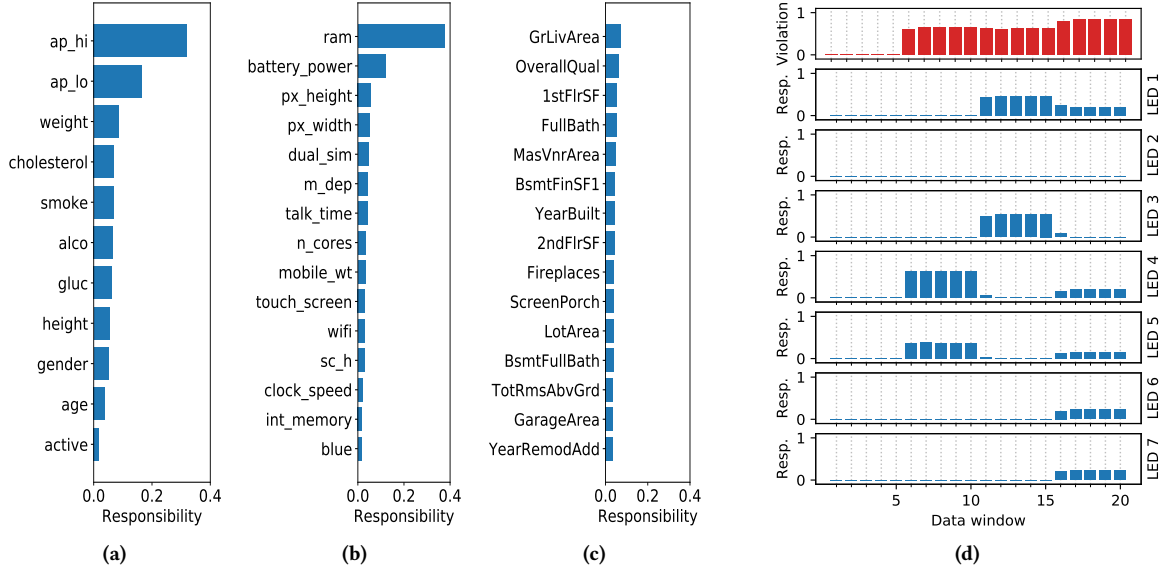 ap_hi
ap_lo
weight
cholesterol
smoke
alco
gluc
height
gender
age
active
0.0 0.2 0.4
Responsibility
(a)
ram
battery_power
px_height
px_width
dual_sim
m_dep
talk_time
n_cores
mobile_wt
touch_screen
wifi
sc_h
clock_speed
int_memory
blue
0.0 0.2 0.4
Responsibility
(b)
GrLivArea
OverallQual
1stFlrSF
FullBath
MasVnrArea
BsmtFinSF1
YearBuilt
2ndFlrSF
Fireplaces
ScreenPorch
LotArea
BsmtFullBath
TotRmsAbvGrd
GarageArea
YearRemodAdd
0.0 0.2 0.4
Responsibility
(c)
Violation
1
0
Resp.
1
0
LED 1
Resp.
1
0
LED 2
Resp.
1
0
LED 3
Resp.
1
0
LED 4
Resp.
1
0
LED 5
Resp.
1
0
LED 6
Resp.
1
0
LED 7
5 10 15 20
Data window
(d)